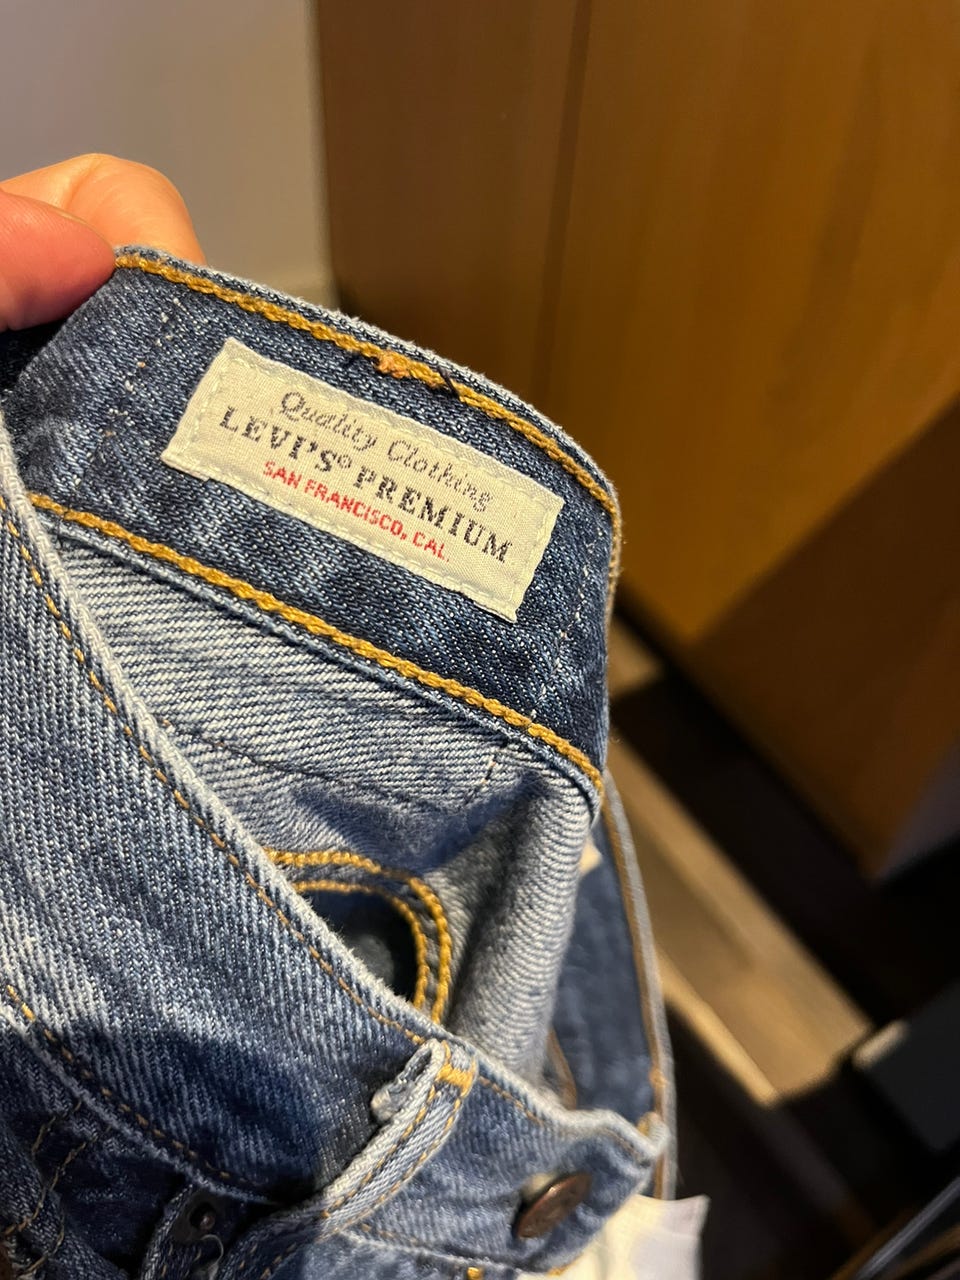 Quality Clothing
LEVI'S® PREMIUM
SAN FRANCISCO, CAL.